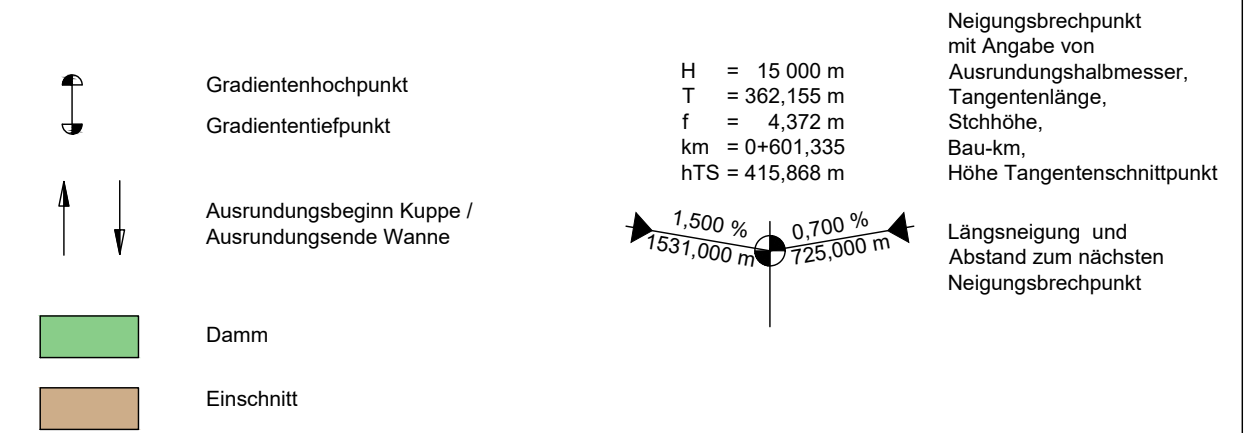 Gradientenhochpunkt
Gradiententiefpunkt
Ausrundungsbeginn Kuppe /
Ausrundungsende Wanne
Damm
Einschnitt
H = 15 000 m
T = 362,155 m
f = 4,372 m
km = 0+601,335
hTS = 415,868 m
Neigungsbrechpunkt
mit Angabe von
Ausrundungshalbmesser,
Tangentenlänge,
Stchhöhe,
Bau-km,
Höhe Tangentenschnittpunkt
1,500 %
1531,000 m
0,700 %
725,000 m
Längsneigung und
Abstand zum nächsten
Neigungsbrechpunkt